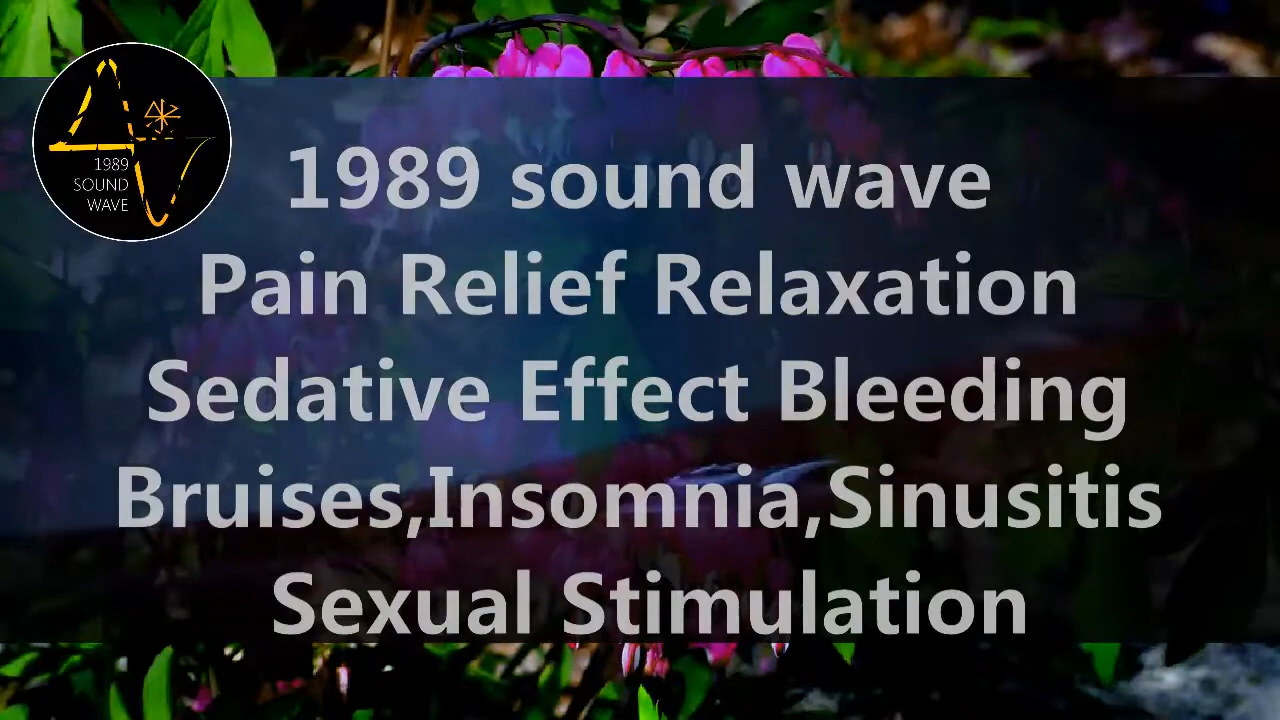 1989
SOUND
WAVE
1989 sound wave
Pain Relief Relaxation
Sedative Effect Bleeding
Bruises,Insomnia,Sinusitis
Sexual Stimulation